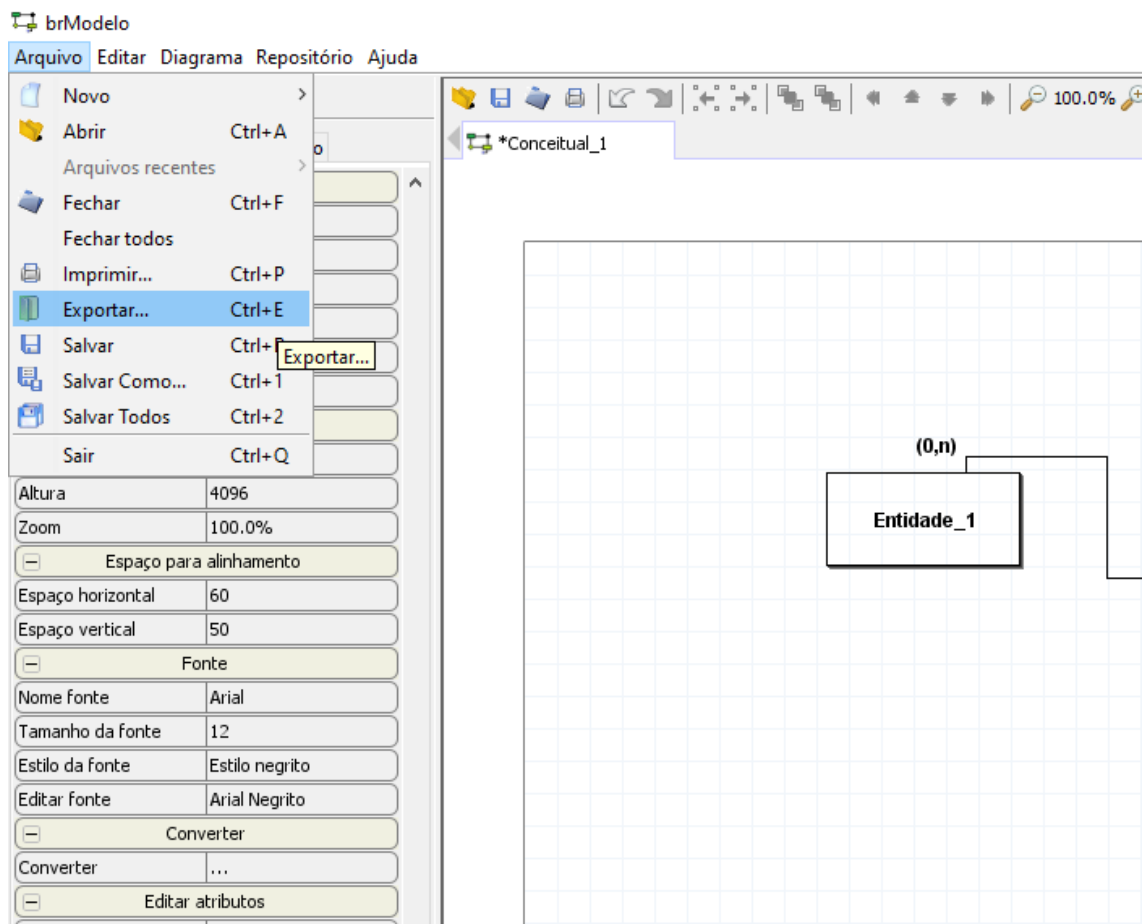 brModelo
Arquivo Editar Diagrama Repositório Ajuda
Novo
Abrir Ctrl+A
Arquivos recentes
Fechar Ctrl+F
Fechar todos
Imprimir... Ctrl+P
Exportar... Ctrl+E
Salvar
Exportar...
Salvar Como... Ctrl+1
Salvar Todos Ctrl+2
Sair Ctrl+Q
Altura 4096
Zoom 100.0%
Espaço para alinhamento
Espaço horizontal 60
Espaço vertical 50
Fonte
Nome fonte Arial
Tamanho da fonte 12
Estilo da fonte Estilo negrito
Editar fonte Arial Negrito
Converter
Converter ...
Editar atributos
100.0%
*Conceitual_1
(0,n)
Entidade_1